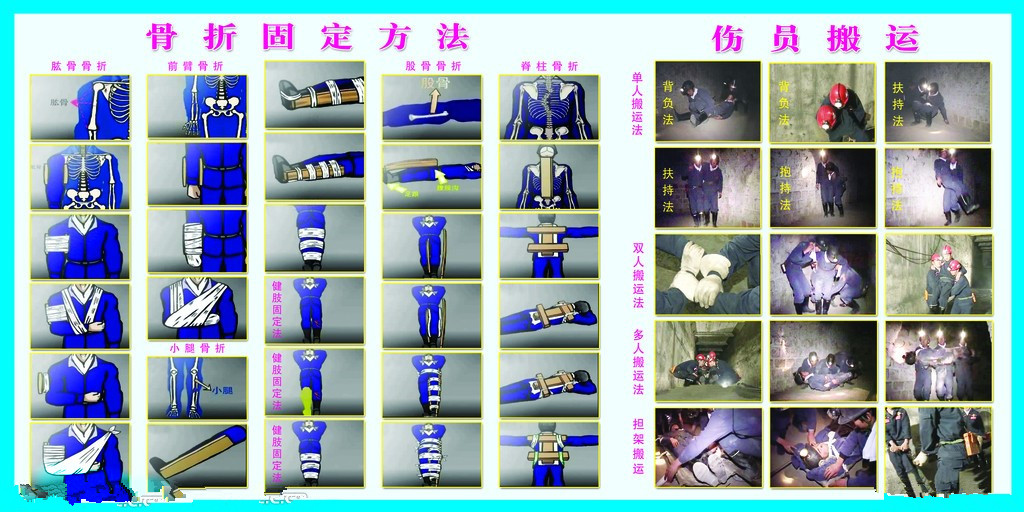 骨折固定方法
伤员搬运
肱骨骨折
前臂骨折
股骨骨折
脊柱骨折
肱骨
股骨
小腿骨折
小腿
健肢固定法
健肢固定法
健肢固定法
单人搬运法
背负法
背负法
扶持法
扶持法
抱持法
双人搬运法
多人搬运法
担架搬运